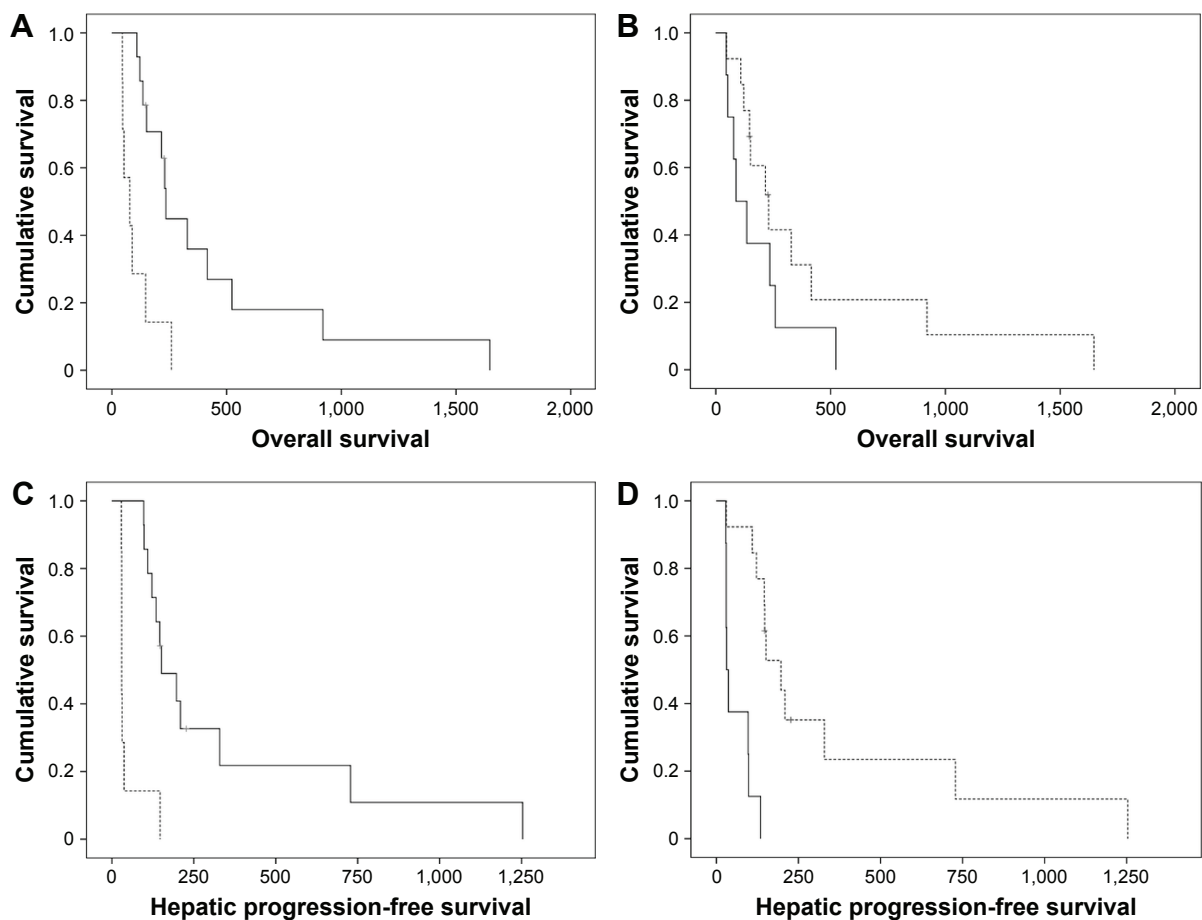 A
Cumulative survival
1.0
0.8
0.6
0.4
0.2
0
0 500 1,000 1,500 2,000
Overall survival
B
Cumulative survival
1.0
0.8
0.6
0.4
0.2
0
0 500 1,000 1,500 2,000
Overall survival
C
Cumulative survival
1.0
0.8
0.6
0.4
0.2
0
0 250 500 750 1,000 1,250
Hepatic progression-free survival
D
Cumulative survival
1.0
0.8
0.6
0.4
0.2
0
0 250 500 750 1,000 1,250
Hepatic progression-free survival